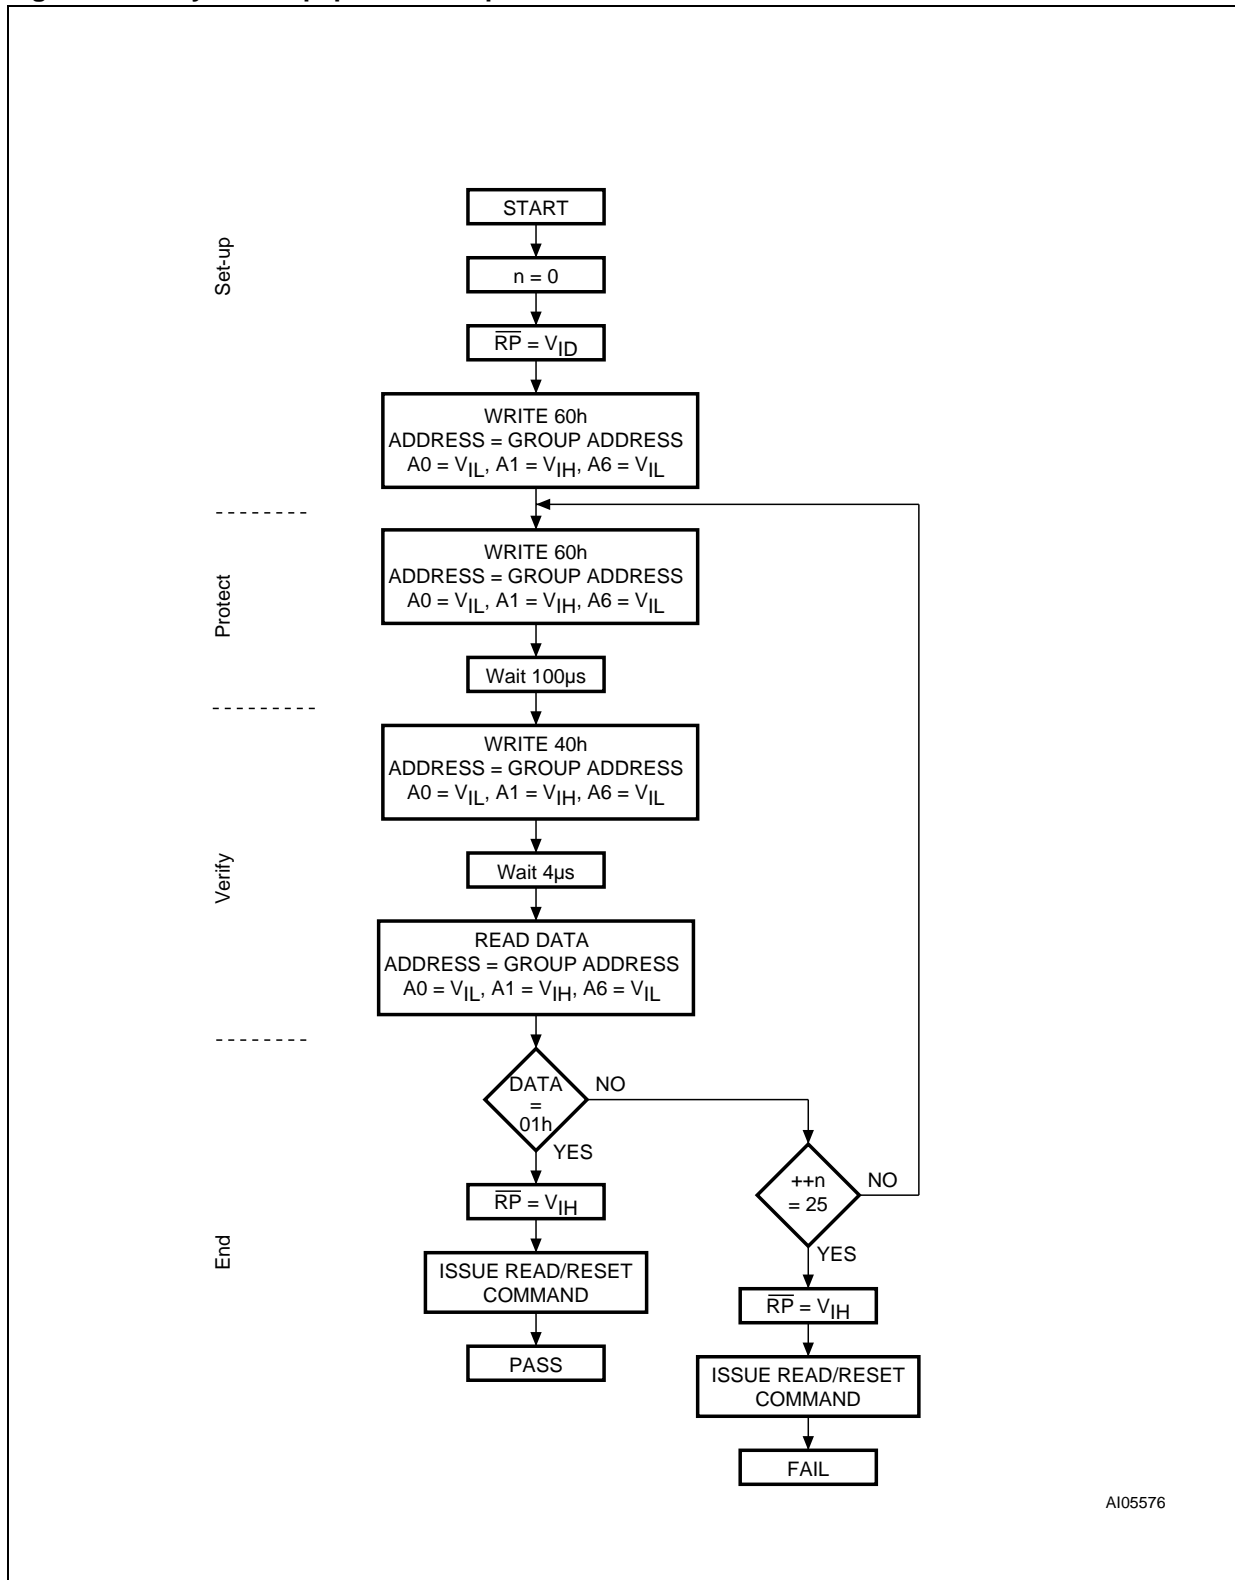 START
Set-up
n = 0
RP = VID
WRITE 60h
ADDRESS = GROUP ADDRESS
A0 = VIL, A1 = VIH, A6 = VIL
Protect
WRITE 60h
ADDRESS = GROUP ADDRESS
A0 = VIL, A1 = VIH, A6 = VIL
Wait 100µs
Verify
WRITE 40h
ADDRESS = GROUP ADDRESS
A0 = VIL, A1 = VIH, A6 = VIL
Wait 4µs
READ DATA
ADDRESS = GROUP ADDRESS
A0 = VIL, A1 = VIH, A6 = VIL
End
DATA
=
01h
NO
YES
++n
= 25
NO
YES
RP = VIH
ISSUE READ/RESET
COMMAND
PASS
RP = VIH
ISSUE READ/RESET
COMMAND
FAIL
AI05576